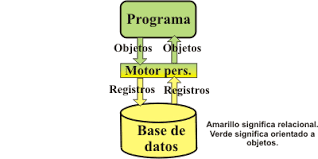 Programa
Objetos Objetos
Motor pers.
Registros Registros
Base de
datos
Amarillo significa relacional.
Verde significa orientado a
objetos.